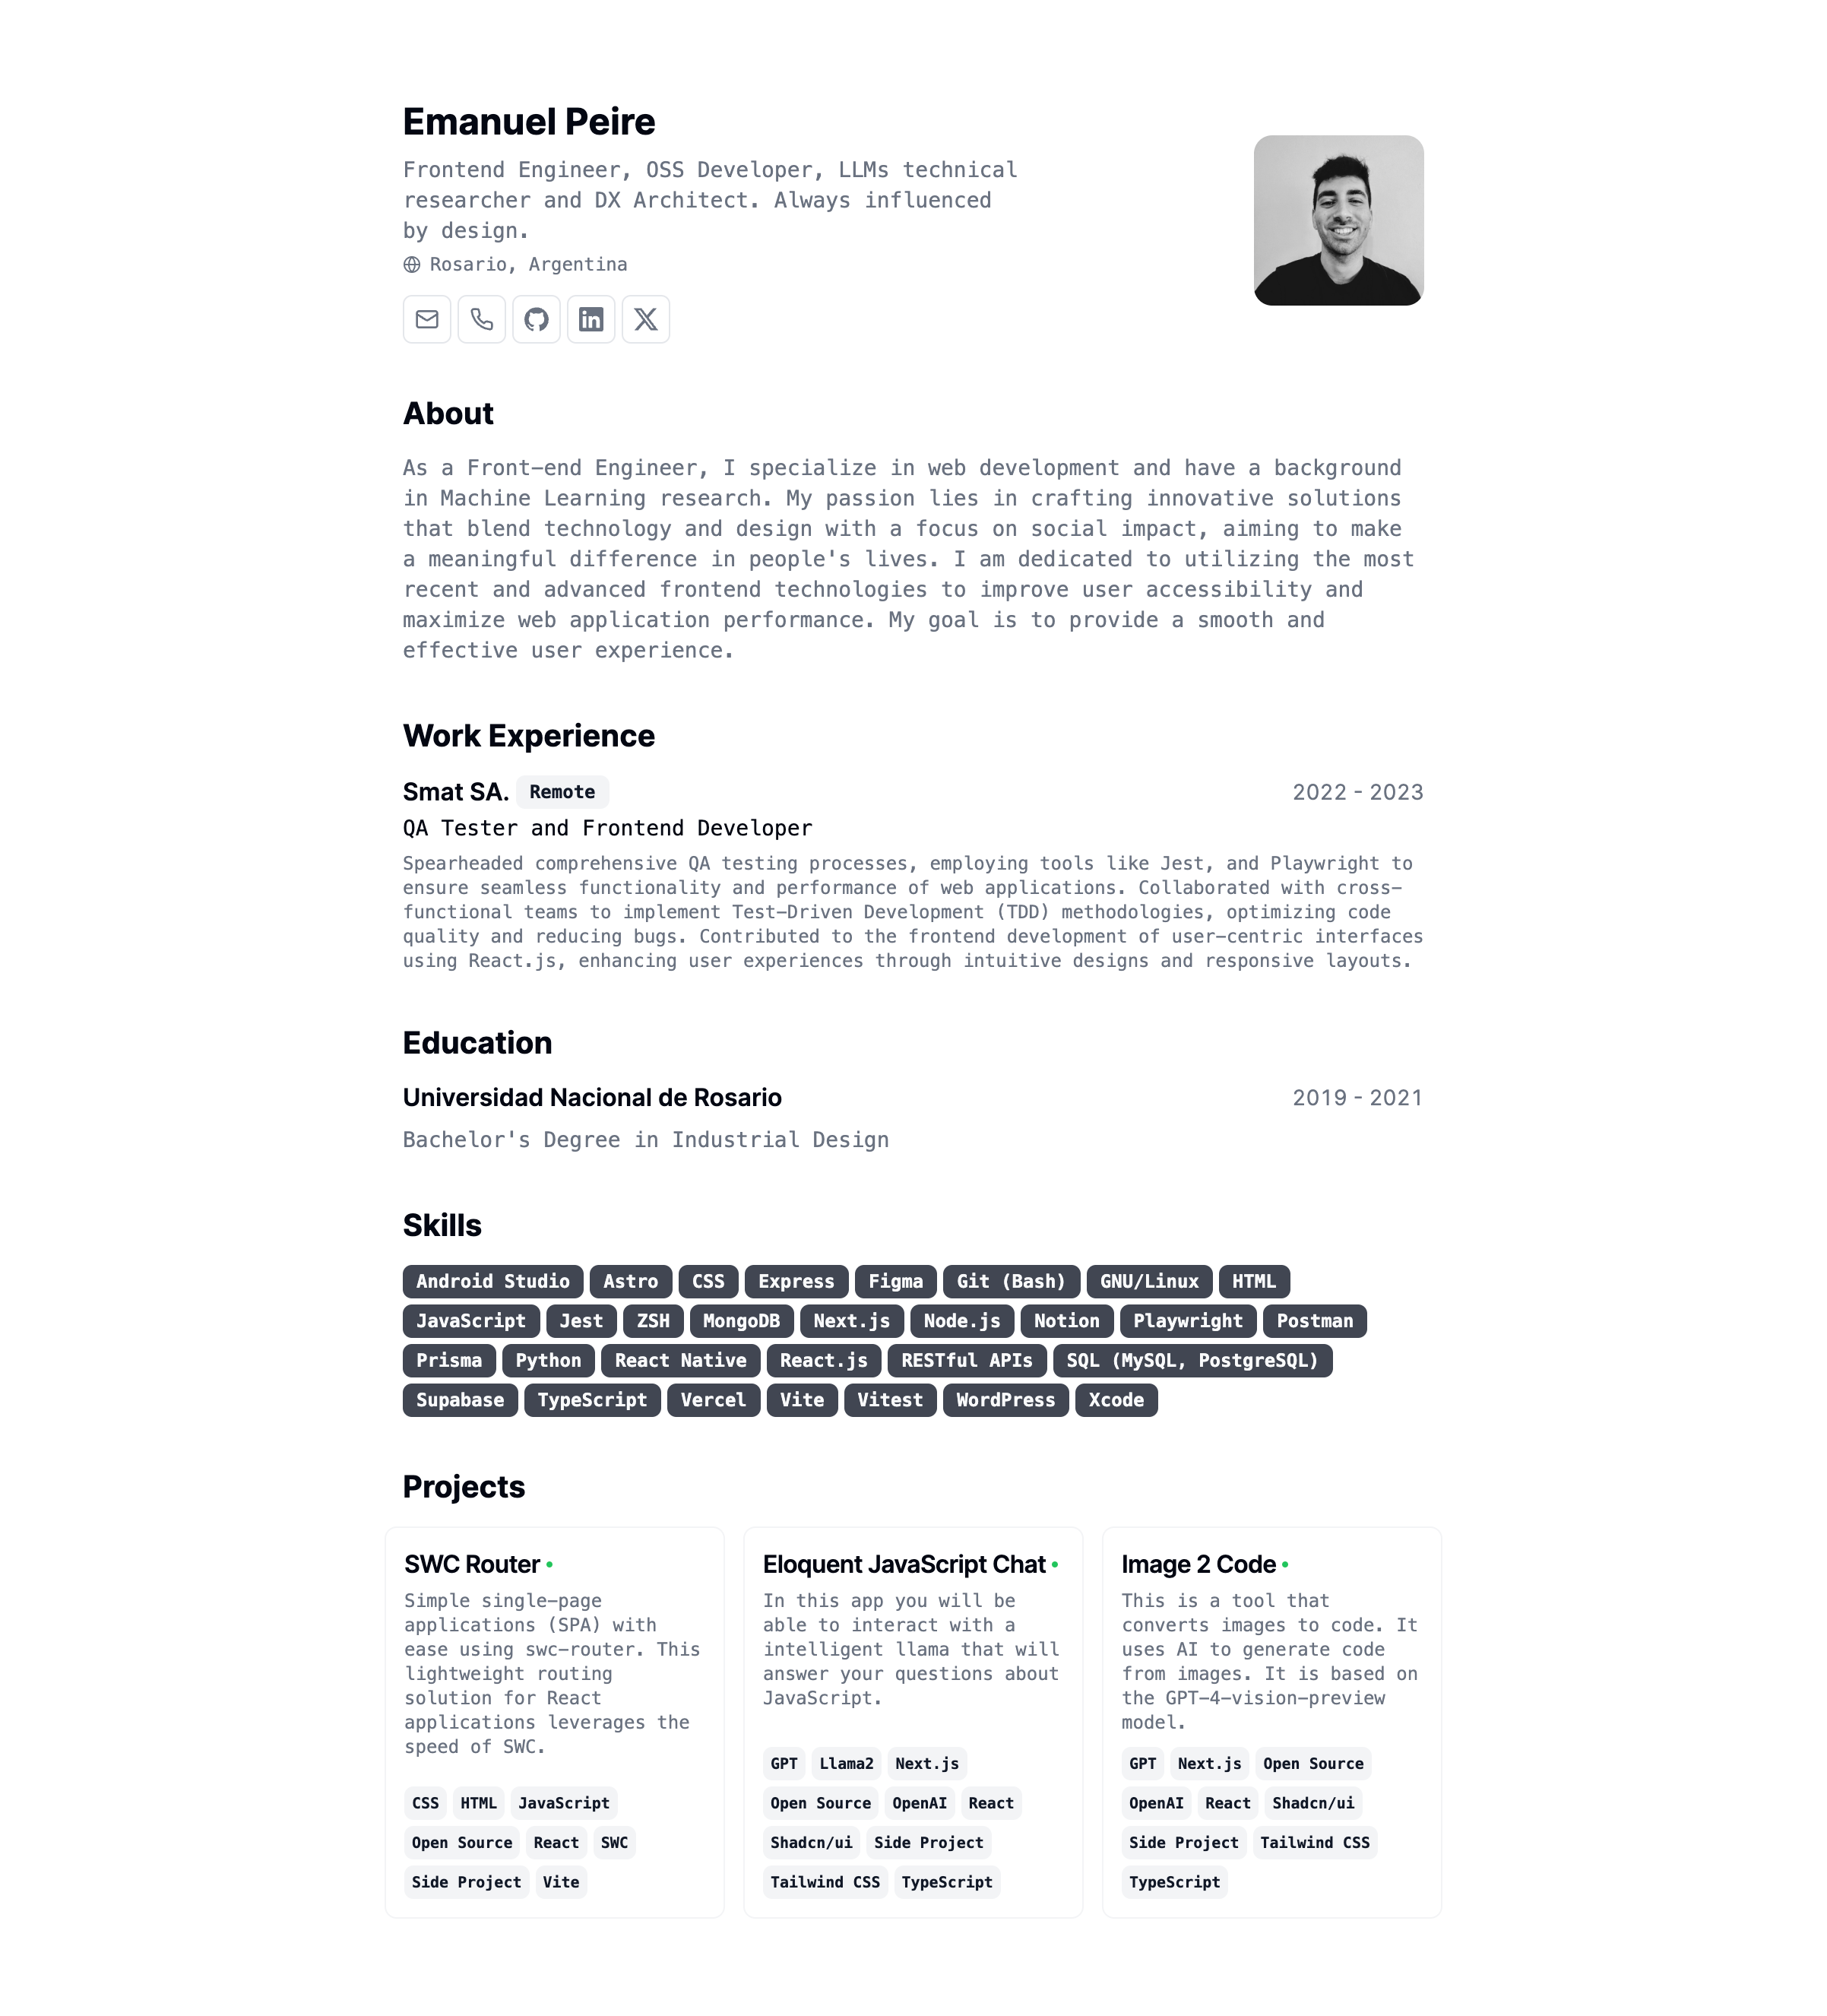 Emanuel Peire
Frontend Engineer, OSS Developer, LLMs technical
researcher and DX Architect. Always influenced
by design.
Rosario, Argentina
in
About
As a Front-end Engineer, I specialize in web development and have a background
in Machine Learning research. My passion lies in crafting innovative solutions
that blend technology and design with a focus on social impact, aiming to make
a meaningful difference in people's lives. I am dedicated to utilizing the most
recent and advanced frontend technologies to improve user accessibility and
maximize web application performance. My goal is to provide a smooth and
effective user experience.
Work Experience
Smat SA. Remote 2022 - 2023
QA Tester and Frontend Developer
Spearheaded comprehensive QA testing processes, employing tools like Jest, and Playwright to
ensure seamless functionality and performance of web applications. Collaborated with cross-
functional teams to implement Test-Driven Development (TDD) methodologies, optimizing code
quality and reducing bugs. Contributed to the frontend development of user-centric interfaces
using React.js, enhancing user experiences through intuitive designs and responsive layouts.
Education
Universidad Nacional de Rosario 2019 - 2021
Bachelor's Degree in Industrial Design
Skills
Android Studio Astro CSS Express Figma Git (Bash) GNU/Linux HTML
JavaScript Jest ZSH MongoDB Next.js Node.js Notion Playwright Postman
Prisma Python React Native React.js RESTful APIs SQL (MySQL, PostgreSQL)
Supabase TypeScript Vercel Vite Vitest WordPress Xcode
Projects
SWC Router
Simple single-page
applications (SPA) with
ease using swc-router. This
lightweight routing
solution for React
applications leverages the
speed of SWC.
CSS HTML JavaScript
Open Source React SWC
Side Project Vite
Eloquent JavaScript Chat
In this app you will be
able to interact with a
intelligent llama that will
answer your questions about
JavaScript.
GPT Llama2 Next.js
Open Source OpenAI React
Shadcn/ui Side Project
Tailwind CSS TypeScript
Image 2 Code
This is a tool that
converts images to code. It
uses AI to generate code
from images. It is based on
the GPT-4-vision-preview
model.
GPT Next.js Open Source
OpenAI React Shadcn/ui
Side Project Tailwind CSS
TypeScript